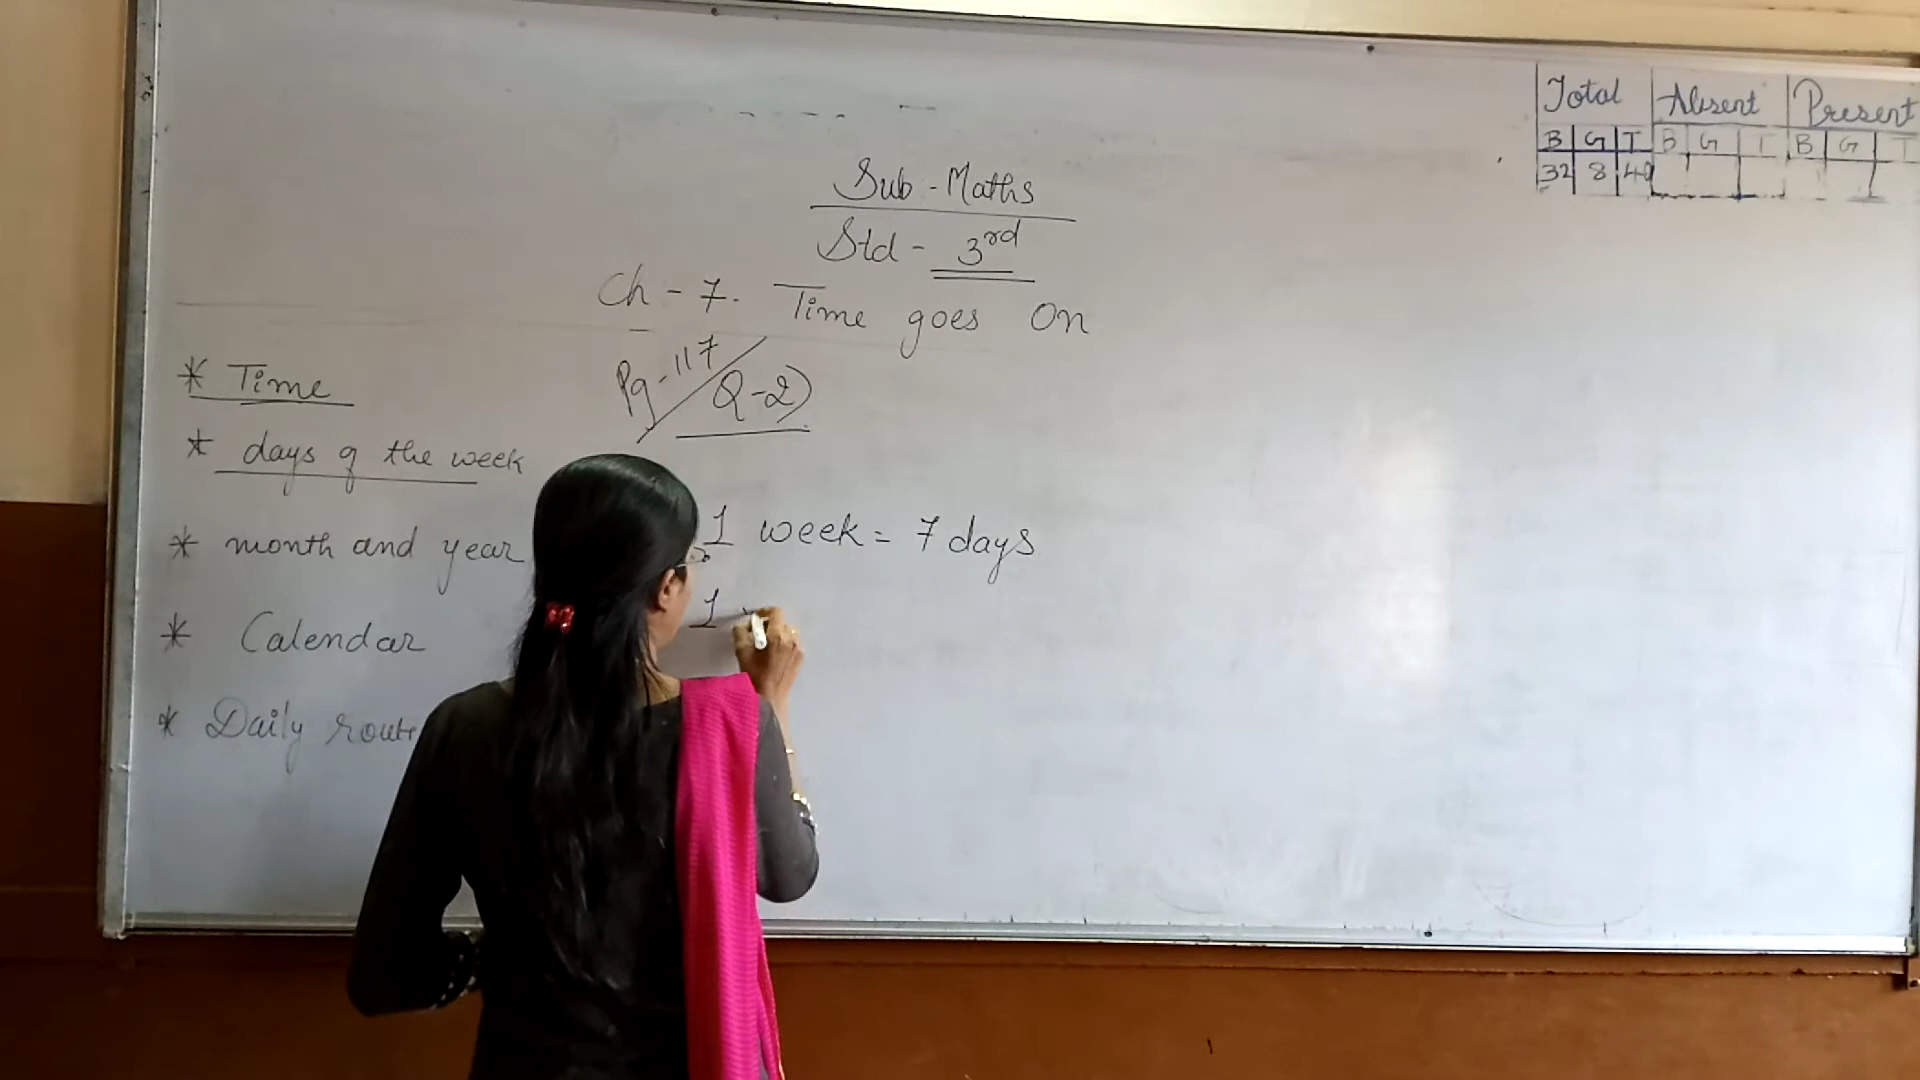 Total Absent Present
B G T B G T B G T
32 8 40
Sub - Maths
Std - 3rd
Ch - 7. Time goes On
Pg - 117 Q-2)
* Time
* days of the week
* month and year
* Calendar
* Daily
1 week = 7 days
1